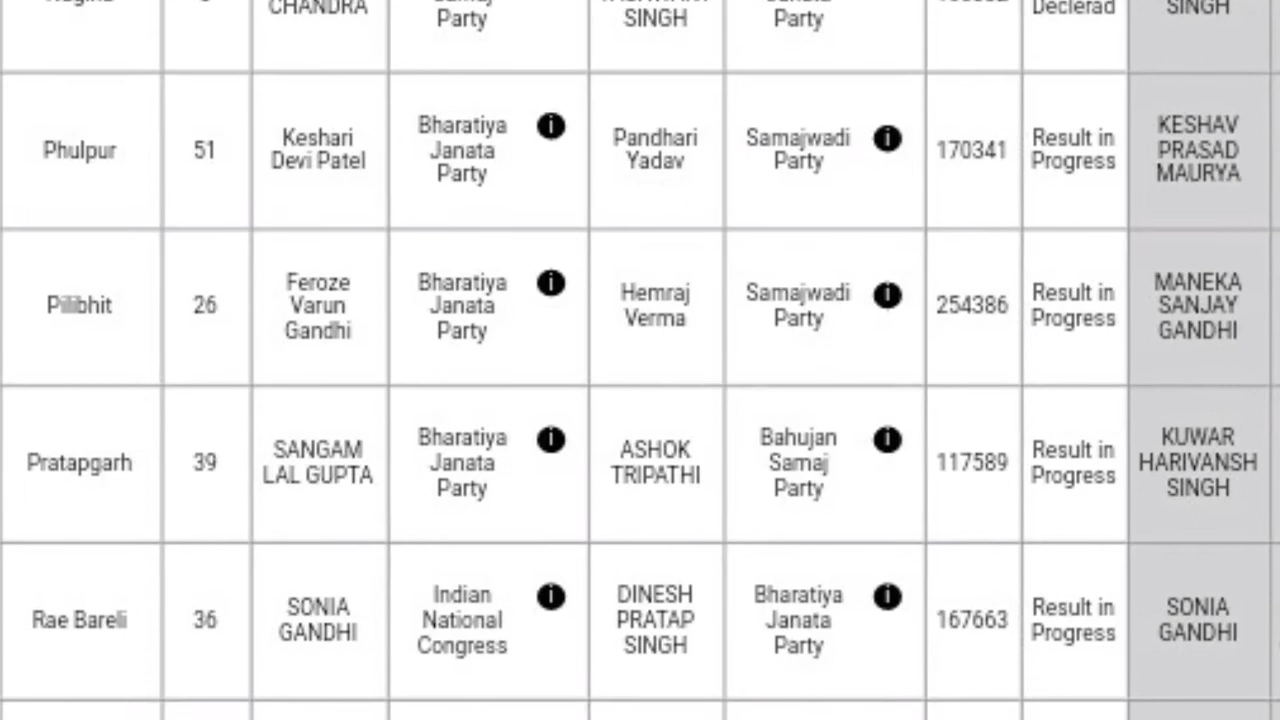 CHANDRA
Party
SINGH
Party
Declerad
SINGH
Phulpur
51
Keshari
Devi Patel
Bharatiya
Janata
Party
i
Pandhari
Yadav
Samajwadi
Party
i
170341
Result in
Progress
KESHAV
PRASAD
MAURYA
Pilibhit
26
Feroze
Varun
Gandhi
Bharatiya
Janata
Party
i
Hemraj
Verma
Samajwadi
Party
i
254386
Result in
Progress
MANEKA
SANJAY
GANDHI
Pratapgarh
39
SANGAM
LAL GUPTA
Bharatiya
Janata
Party
i
ASHOK
TRIPATHI
Bahujan
Samaj
Party
i
117589
Result in
Progress
KUWAR
HARIVANSH
SINGH
Rae Bareli
36
SONIA
GANDHI
Indian
National
Congress
i
DINESH
PRATAP
SINGH
Bharatiya
Janata
Party
i
167663
Result in
Progress
SONIA
GANDHI